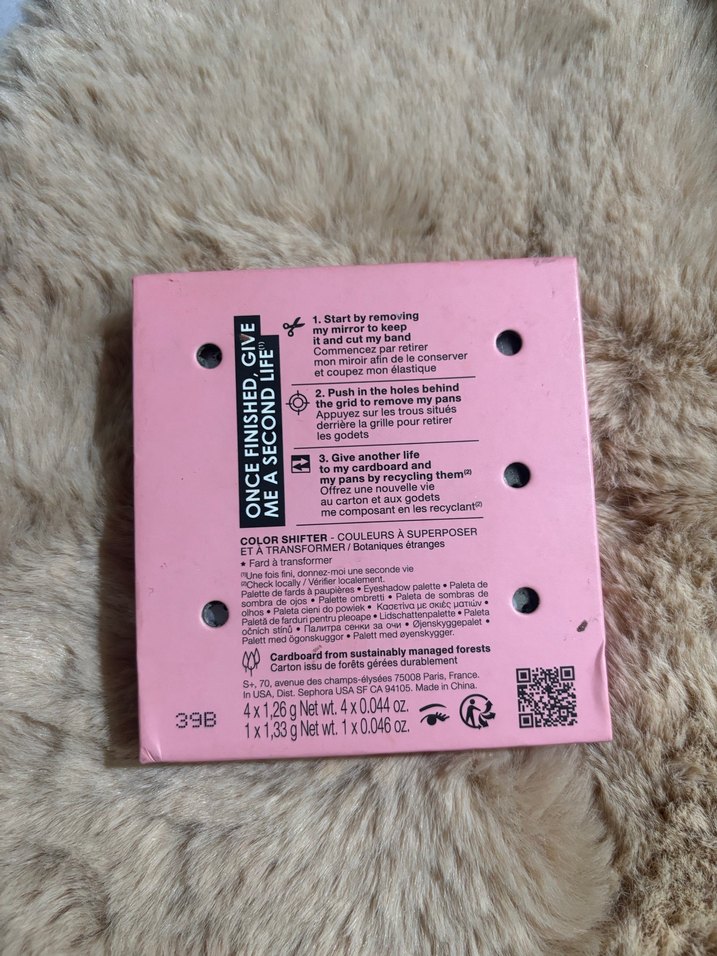 ONCE FINISHED, GIVE
ME A SECOND LIFE(1)
1. Start by removing
my mirror to keep
it and cut my band
Commencez par retirer
mon miroir afin de le conserver
et coupez mon élastique
2. Push in the holes behind
the grid to remove my pans
Appuyez sur les trous situés
derrière la grille pour retirer
les godets
3. Give another life
to my cardboard and
my pans by recycling them(2)
Offrez une nouvelle vie
au carton et aux godets
me composant en les recyclant(2)
COLOR SHIFTER - COULEURS À SUPERPOSER
ET À TRANSFORMER / Botaniques étranges
★ Fard à transformer
(1)Une fois fini, donnez-moi une seconde vie
(2)Check locally / Vérifier localement.
Palette de fards à paupières • Eyeshadow palette • Paleta de
sombra de ojos • Palette ombretti • Paleta de sombras de
olhos • Paleta cieni do powiek • Κασετίνα με σκιές ματιών •
Paletă de farduri pentru pleoape • Lidschattenpalette • Paleta
očních stínů • Палитра сенки за очи • Øjenskyggepalet •
Palett med ögonskuggor • Palett med øyenskygger.
Cardboard from sustainably managed forests
Carton issu de forêts gérées durablement
S+, 70, avenue des champs-élysées 75008 Paris, France.
In USA, Dist. Sephora USA SF CA 94105. Made in China.
4 x 1,26 g Net wt. 4 x 0.044 oz.
1 x 1,33 g Net wt. 1 x 0.046 oz.
39B